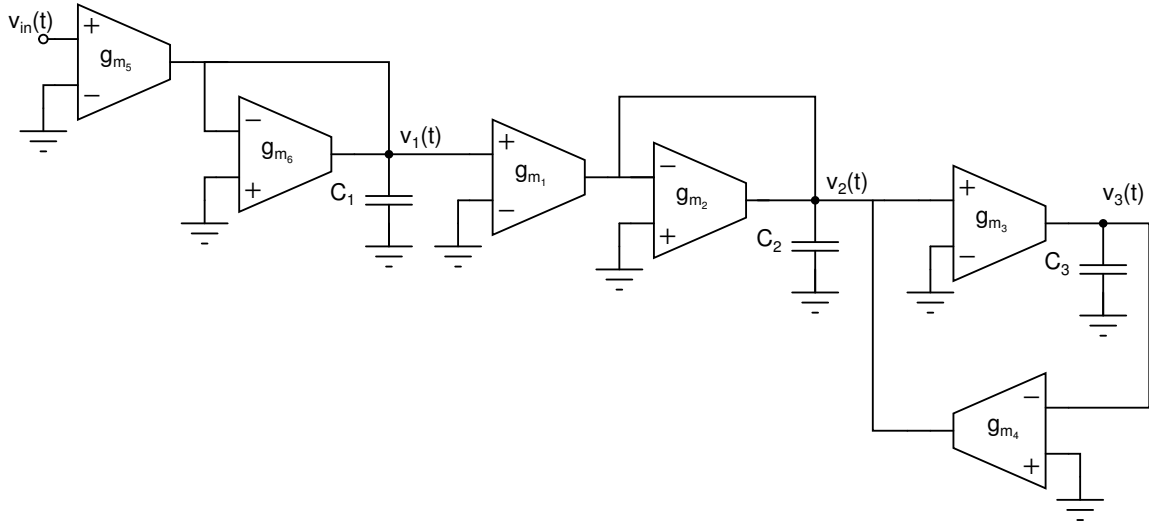 v_in(t)
+
g_m5
−
−
g_m6
+
v_1(t)
C_1
+
g_m1
−
−
g_m2
+
v_2(t)
C_2
+
g_m3
−
v_3(t)
C_3
−
g_m4
+